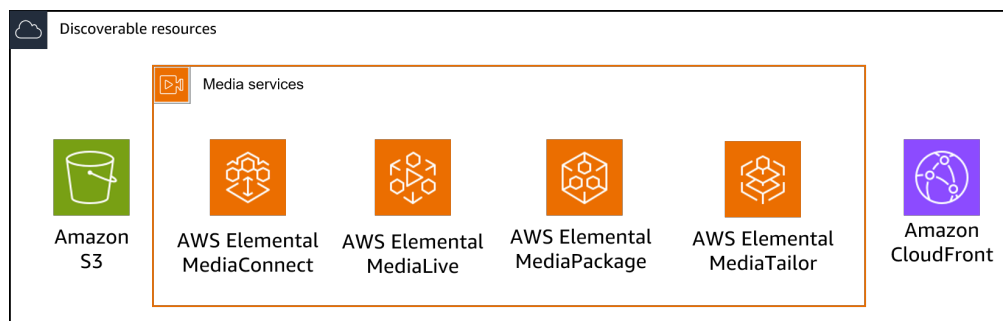 Discoverable resources
Media services
Amazon
S3
AWS Elemental
MediaConnect
AWS Elemental
MediaLive
AWS Elemental
MediaPackage
AWS Elemental
MediaTailor
Amazon
CloudFront